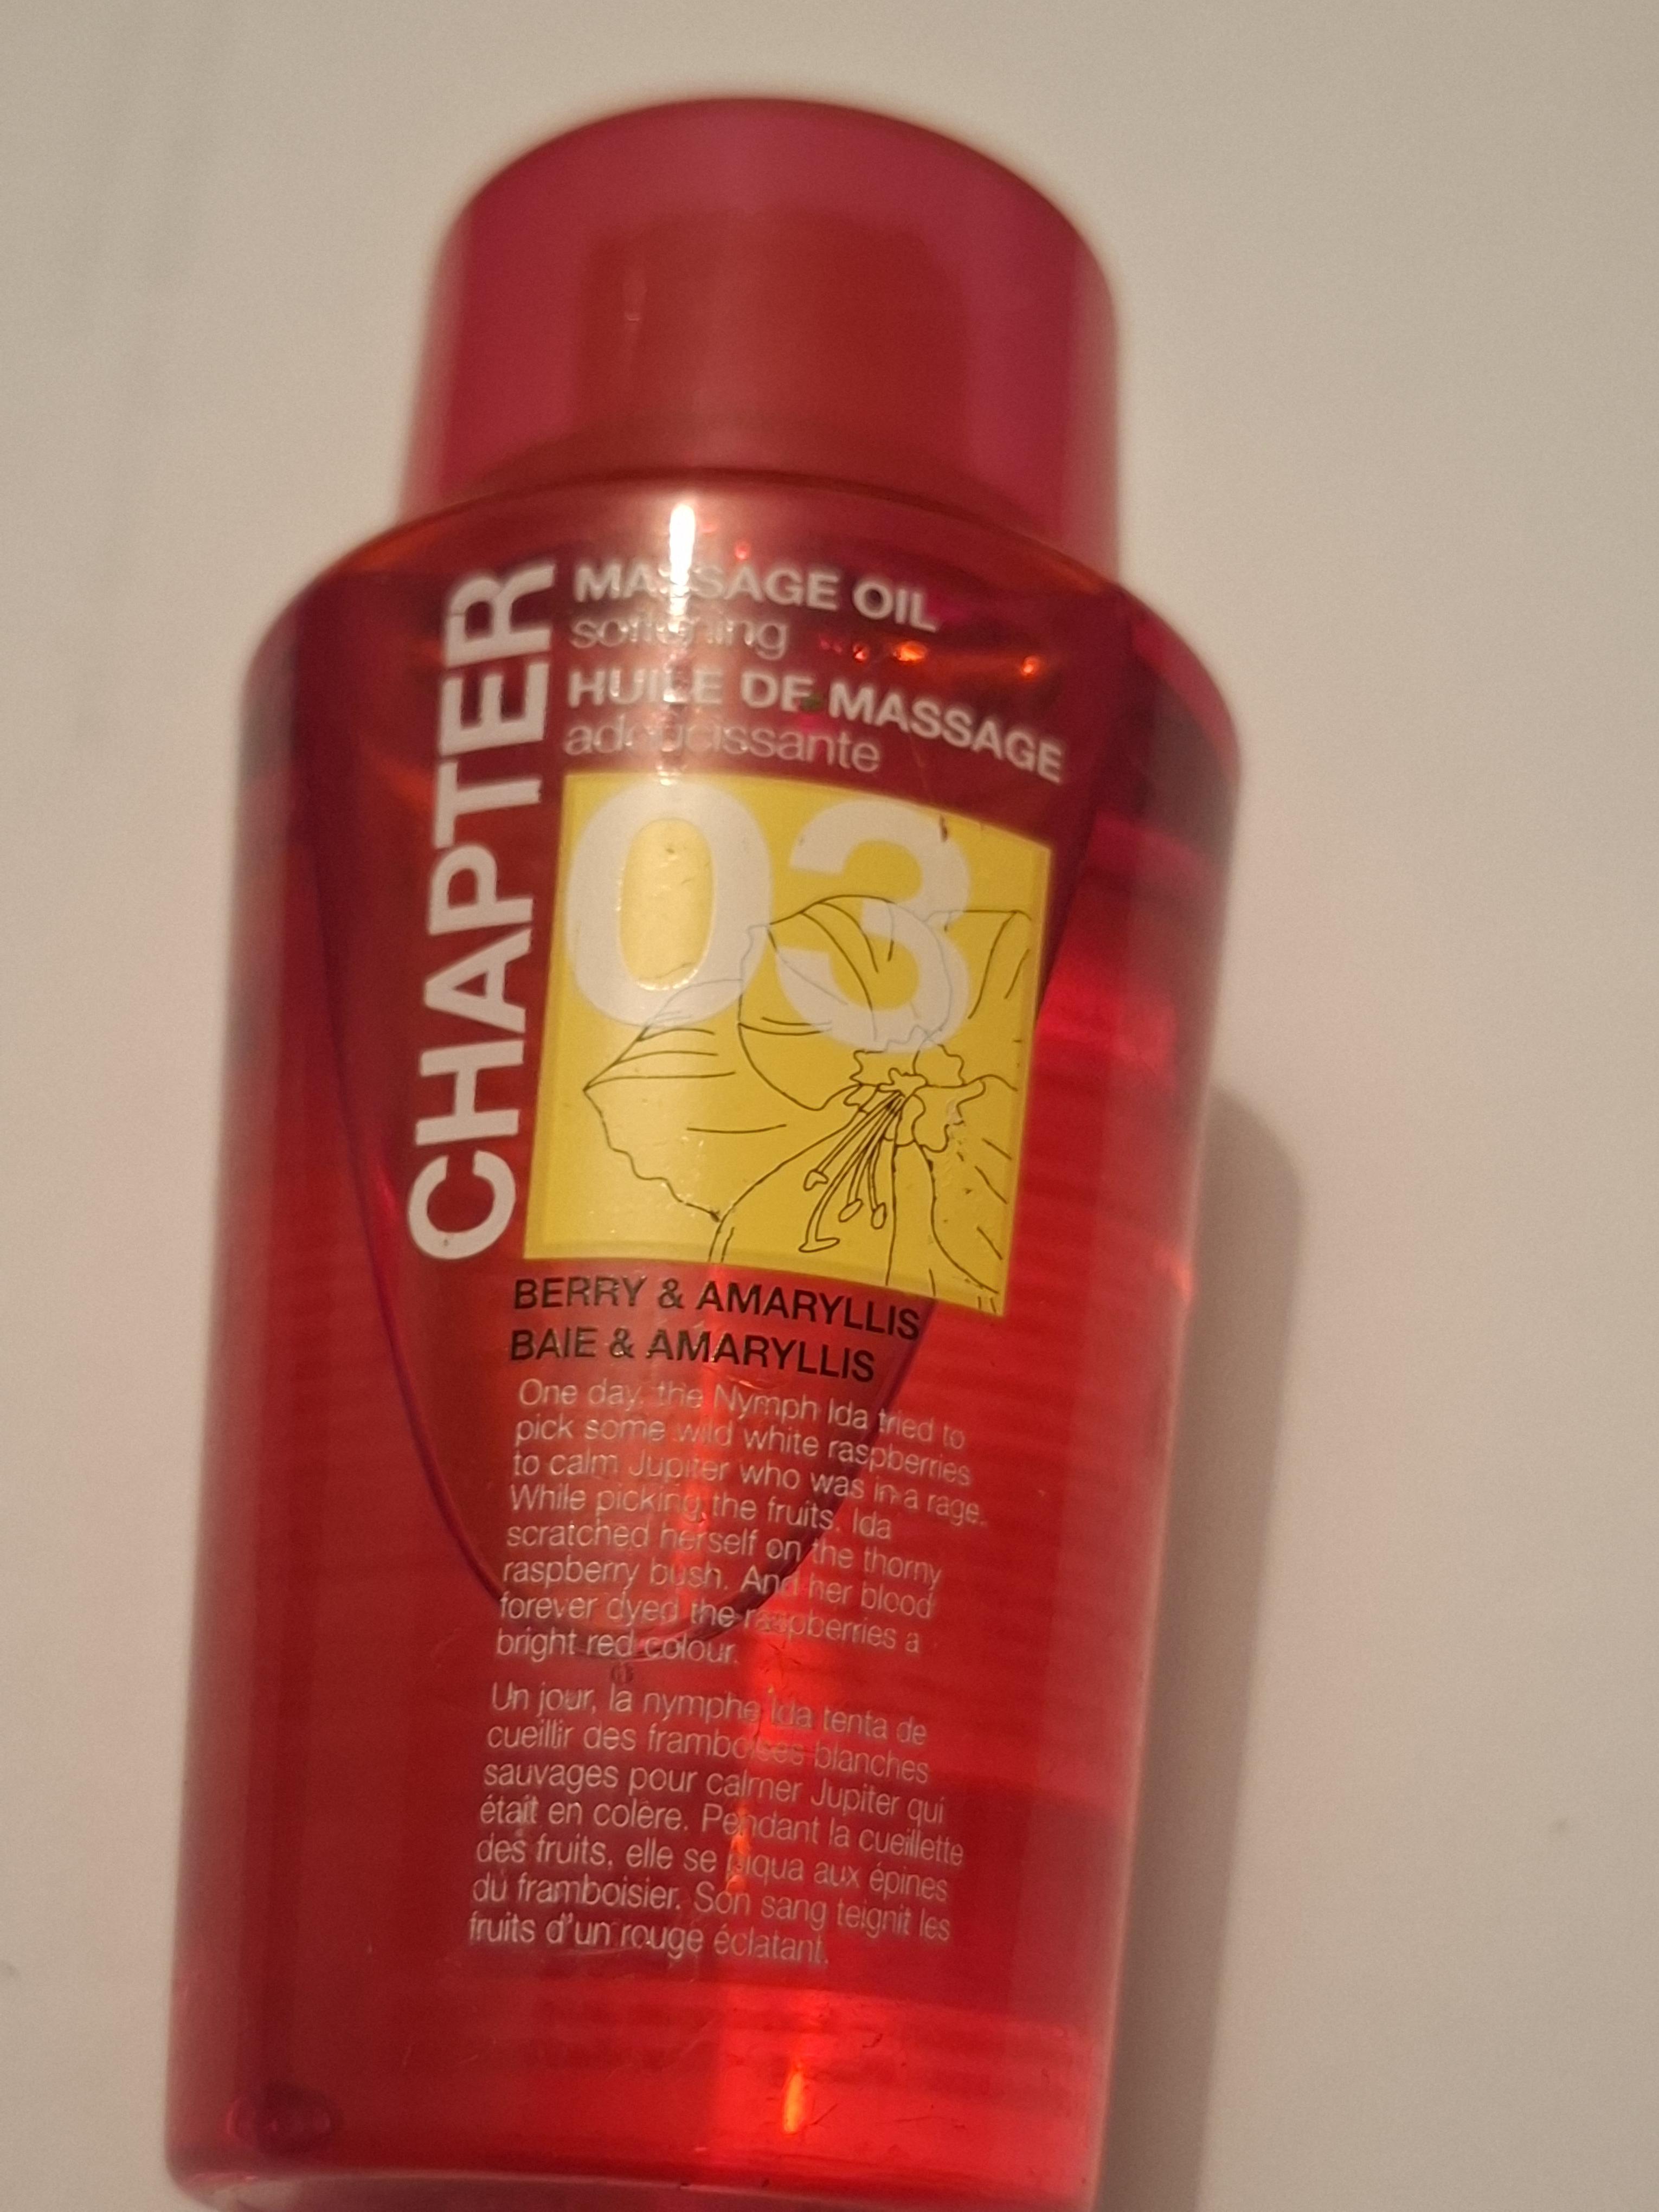 CHAPTER
MASSAGE OIL
softening
HUILE DE MASSAGE
adoucissante
03
BERRY & AMARYLLIS
BAIE & AMARYLLIS
One day, the Nymph Ida tried to
pick some wild white raspberries
to calm Jupiter who was in a rage.
While picking the fruits, Ida
scratched herself on the thorny
raspberry bush. And her blood
forever dyed the raspberries a
bright red colour.
Un jour, la nymphe Ida tenta de
cueillir des framboises blanches
sauvages pour calmer Jupiter qui
était en colère. Pendant la cueillette
des fruits, elle se piqua aux épines
du framboisier. Son sang teignit les
fruits d'un rouge éclatant.